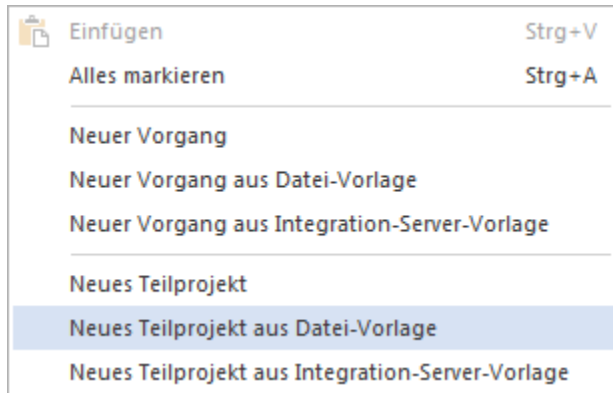 Einfügen Strg+V
Alles markieren Strg+A
Neuer Vorgang
Neuer Vorgang aus Datei-Vorlage
Neuer Vorgang aus Integration-Server-Vorlage
Neues Teilprojekt
Neues Teilprojekt aus Datei-Vorlage
Neues Teilprojekt aus Integration-Server-Vorlage